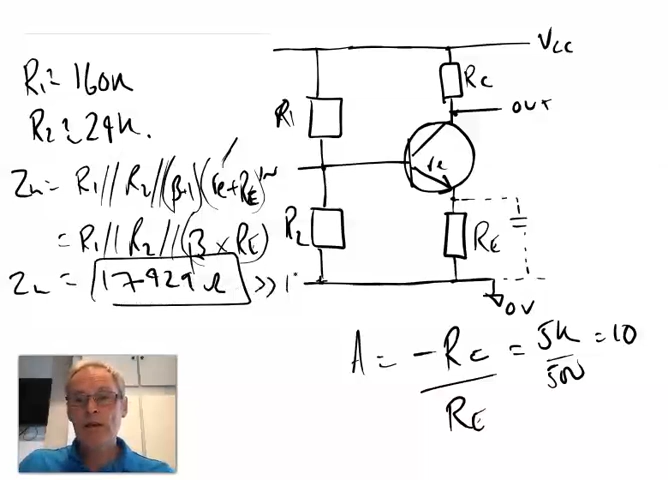 Vcc
R1 = 160k
Rc
OUT
R1
R2 = 24k.
re
Zin = R1 // R2 // (β+1)(re+RE)
R2
RE
= R1 // R2 // (β × RE)
Zin = 17929 Ω >> 1
0V
A = -Rc / RE = 5k / 500 = 10